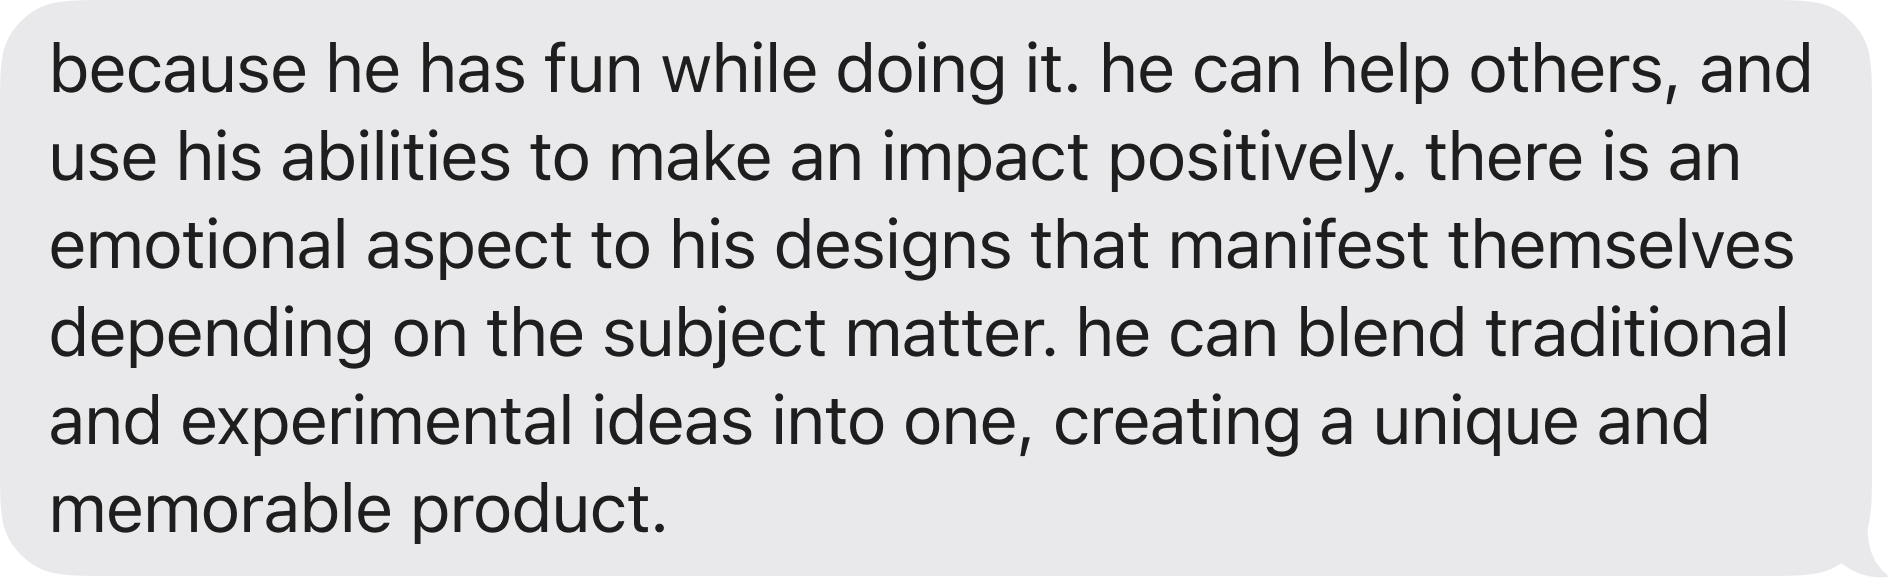 because he has fun while doing it. he can help others, and
use his abilities to make an impact positively. there is an
emotional aspect to his designs that manifest themselves
depending on the subject matter. he can blend traditional
and experimental ideas into one, creating a unique and
memorable product.